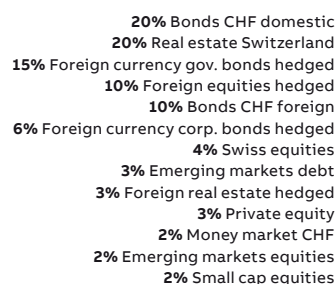 20% Bonds CHF domestic
20% Real estate Switzerland
15% Foreign currency gov. bonds hedged
10% Foreign equities hedged
10% Bonds CHF foreign
6% Foreign currency corp. bonds hedged
4% Swiss equities
3% Emerging markets debt
3% Foreign real estate hedged
3% Private equity
2% Money market CHF
2% Emerging markets equities
2% Small cap equities